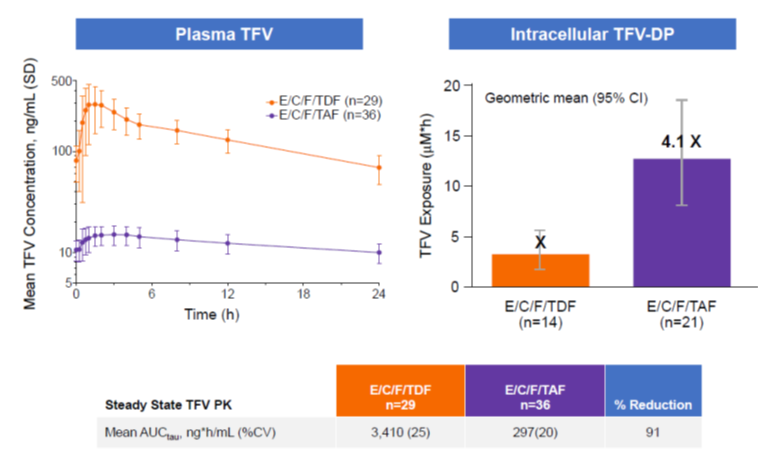 Plasma TFV
Intracellular TFV-DP
Mean TFV Concentration, ng/mL (SD)
500
100
10
5
E/C/F/TDF (n=29)
E/C/F/TAF (n=36)
0 6 12 18 24
Time (h)
TFV Exposure (µM*h)
20
15
10
5
0
Geometric mean (95% CI)
X
4.1 X
E/C/F/TDF
(n=14)
E/C/F/TAF
(n=21)
Steady State TFV PK
E/C/F/TDF
n=29
E/C/F/TAF
n=36
% Reduction
Mean AUCtau, ng*h/mL (%CV) 3,410 (25) 297(20) 91